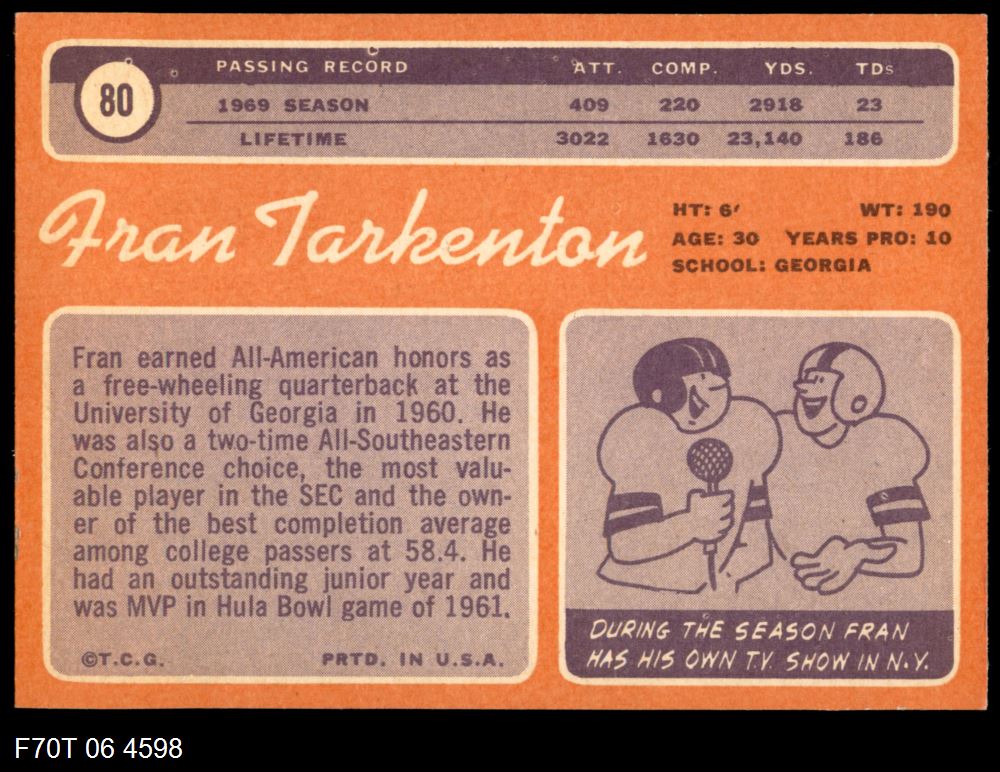 80
PASSING RECORD ATT. COMP. YDS. TDs
1969 SEASON 409 220 2918 23
LIFETIME 3022 1630 23,140 186
Fran Tarkenton
HT: 6' WT: 190
AGE: 30 YEARS PRO: 10
SCHOOL: GEORGIA
Fran earned All-American honors as
a free-wheeling quarterback at the
University of Georgia in 1960. He
was also a two-time All-Southeastern
Conference choice, the most valu-
able player in the SEC and the own-
er of the best completion average
among college passers at 58.4. He
had an outstanding junior year and
was MVP in Hula Bowl game of 1961.
©T.C.G. PRTD. IN U.S.A.
DURING THE SEASON FRAN
HAS HIS OWN T.V. SHOW IN N.Y.
F70T 06 4598